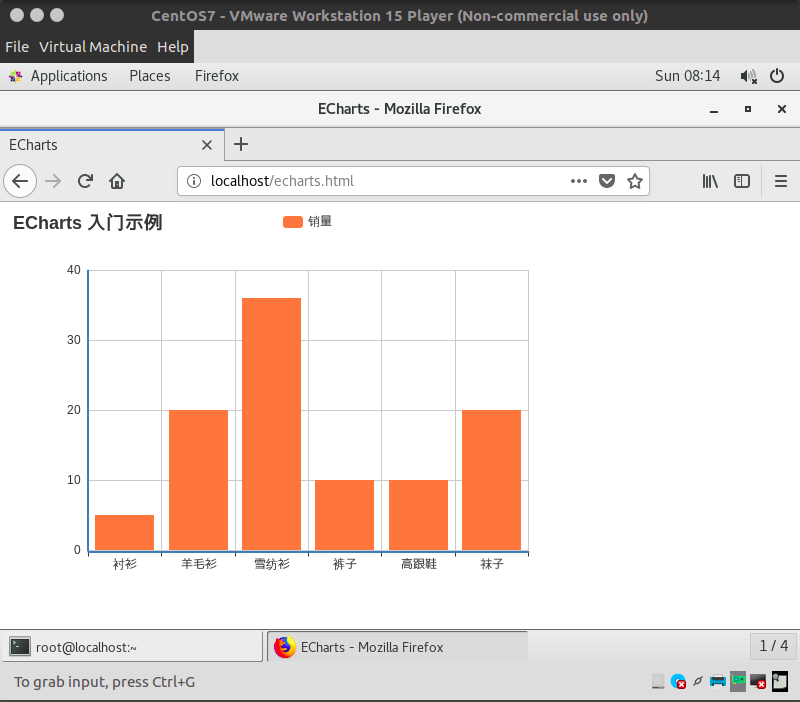 CentOS7 - VMware Workstation 15 Player (Non-commercial use only)
File Virtual Machine Help
Applications Places Firefox Sun 08:14
ECharts - Mozilla Firefox
ECharts
localhost/echarts.html
ECharts 入门示例
销量
40
30
20
10
0
衬衫 羊毛衫 雪纺衫 裤子 高跟鞋 袜子
root@localhost:~ ECharts - Mozilla Firefox 1 / 4
To grab input, press Ctrl+G